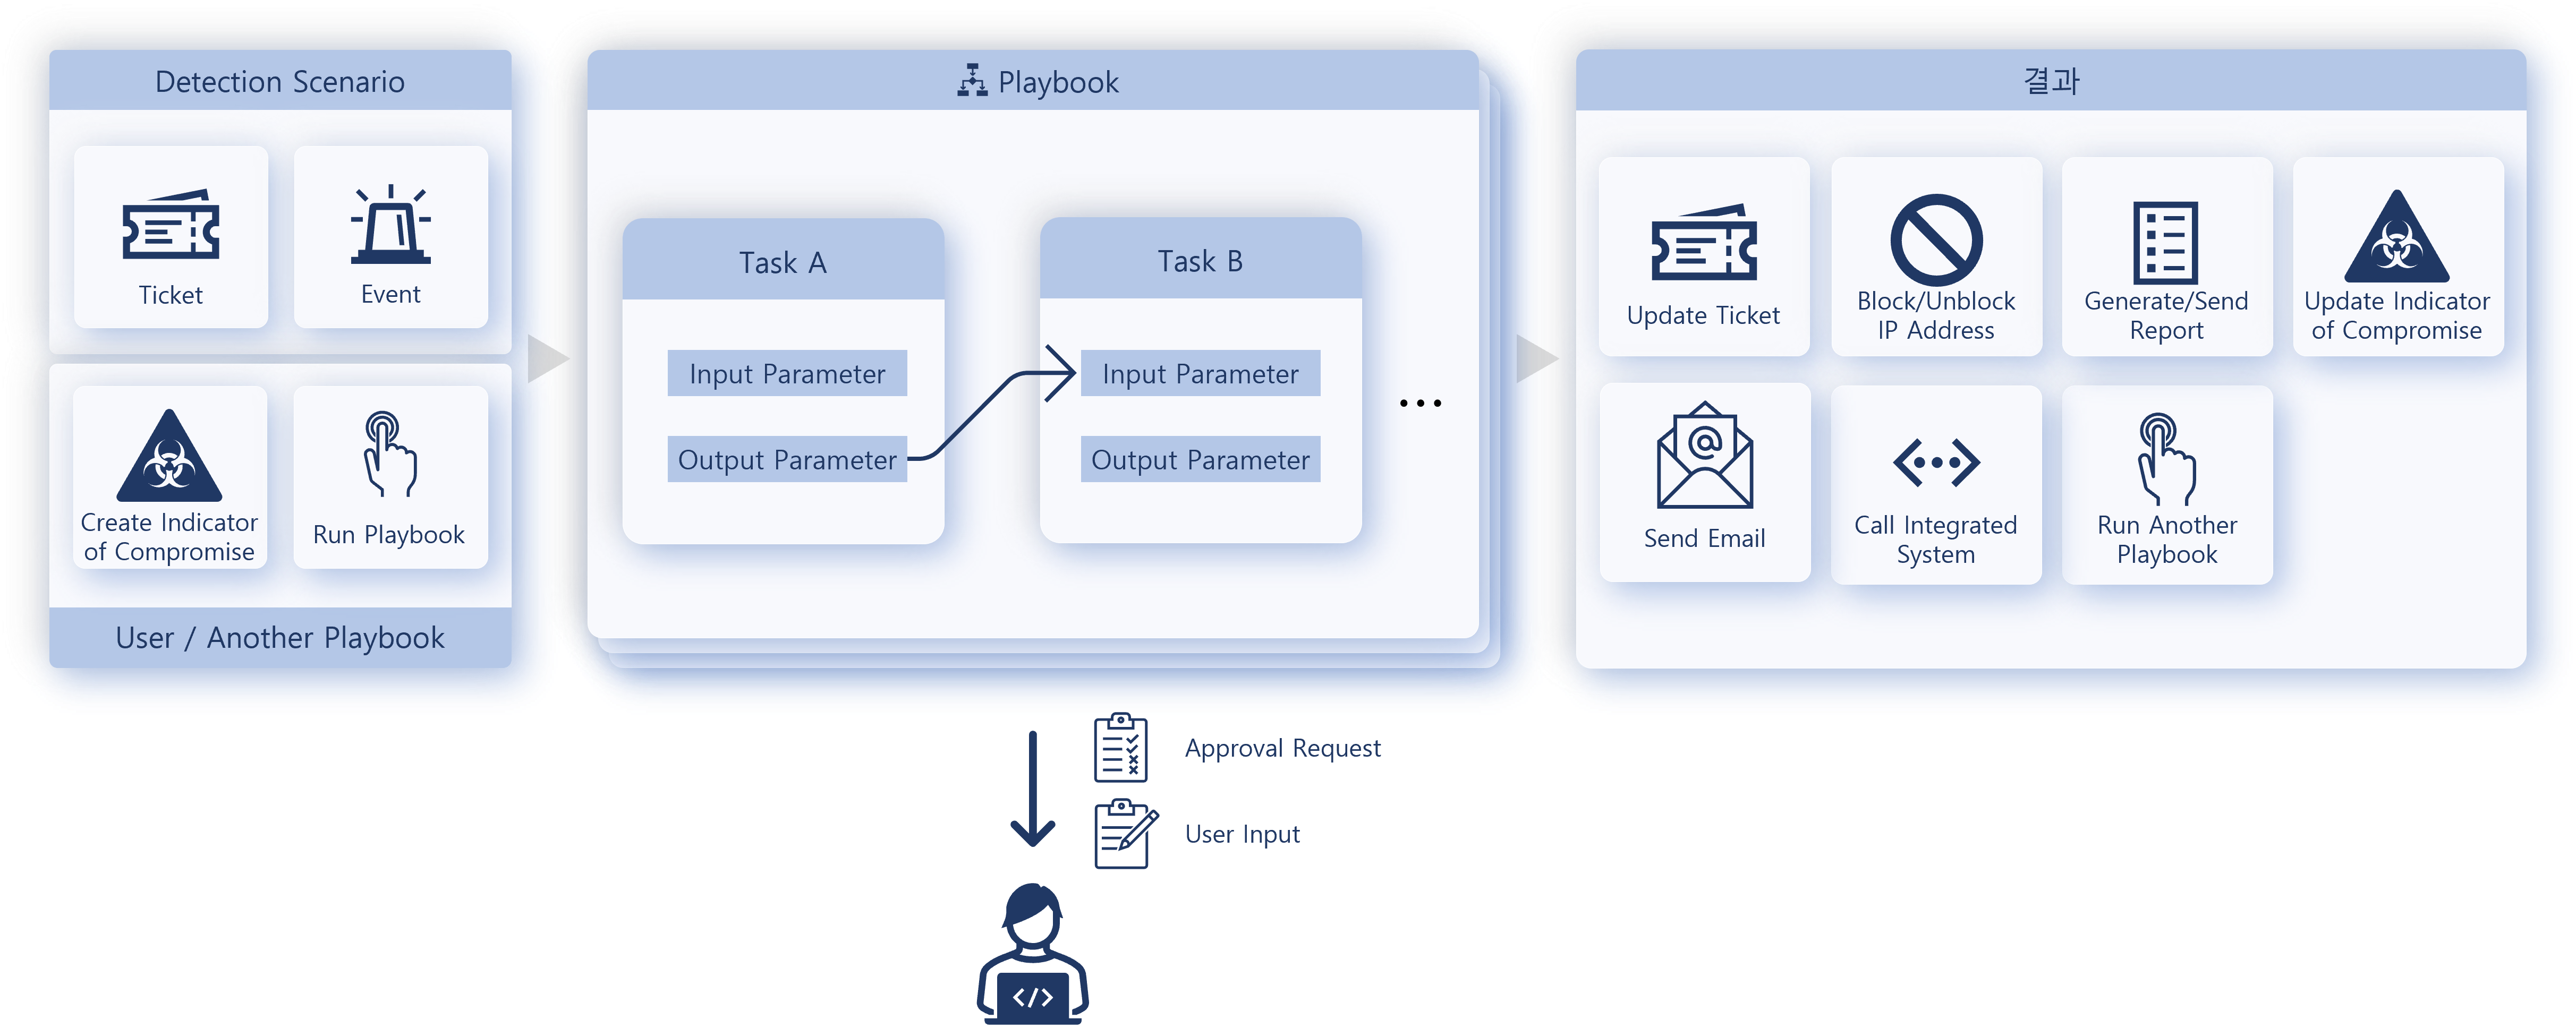 Detection Scenario
Ticket
Event
Create Indicator
of Compromise
Run Playbook
User / Another Playbook
Playbook
Task A
Input Parameter
Output Parameter
Task B
Input Parameter
Output Parameter
...
Approval Request
User Input
</>
결과
Update Ticket
Block/Unblock
IP Address
Generate/Send
Report
Update Indicator
of Compromise
@
Send Email
Call Integrated
System
Run Another
Playbook